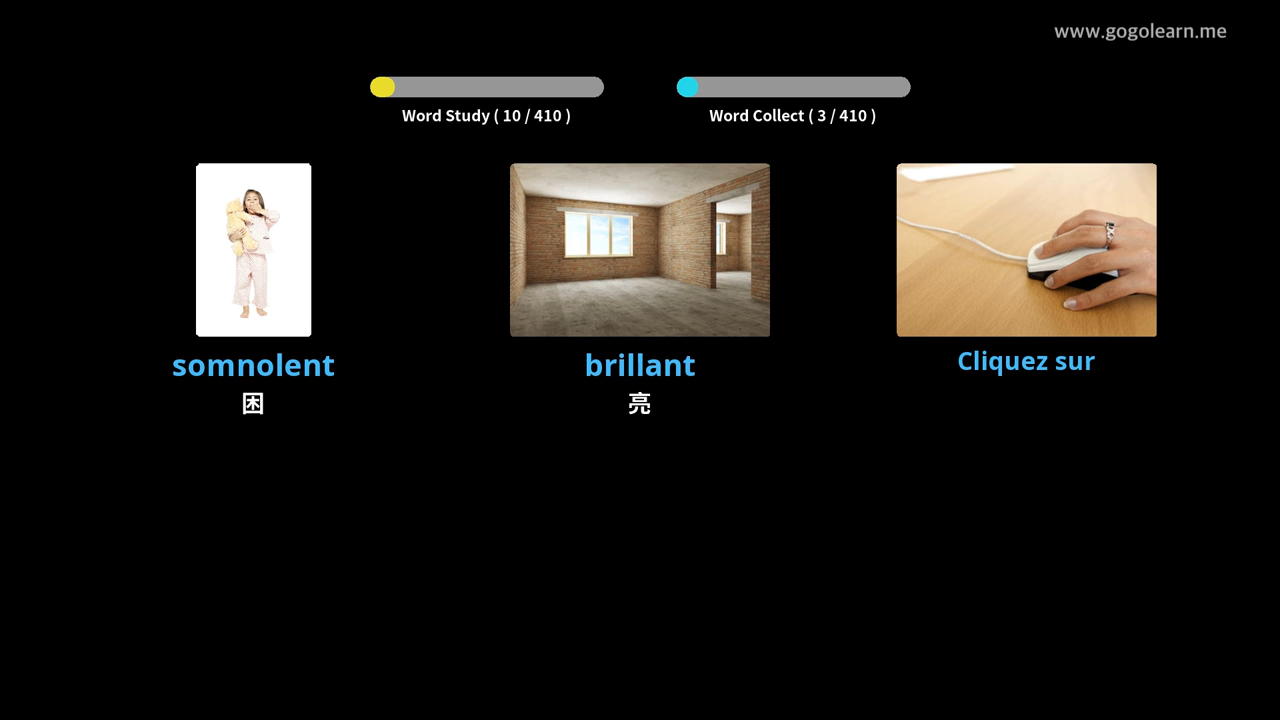 www.gogolearn.me
Word Study ( 10 / 410 )
Word Collect ( 3 / 410 )
somnolent
困
brillant
亮
Cliquez sur